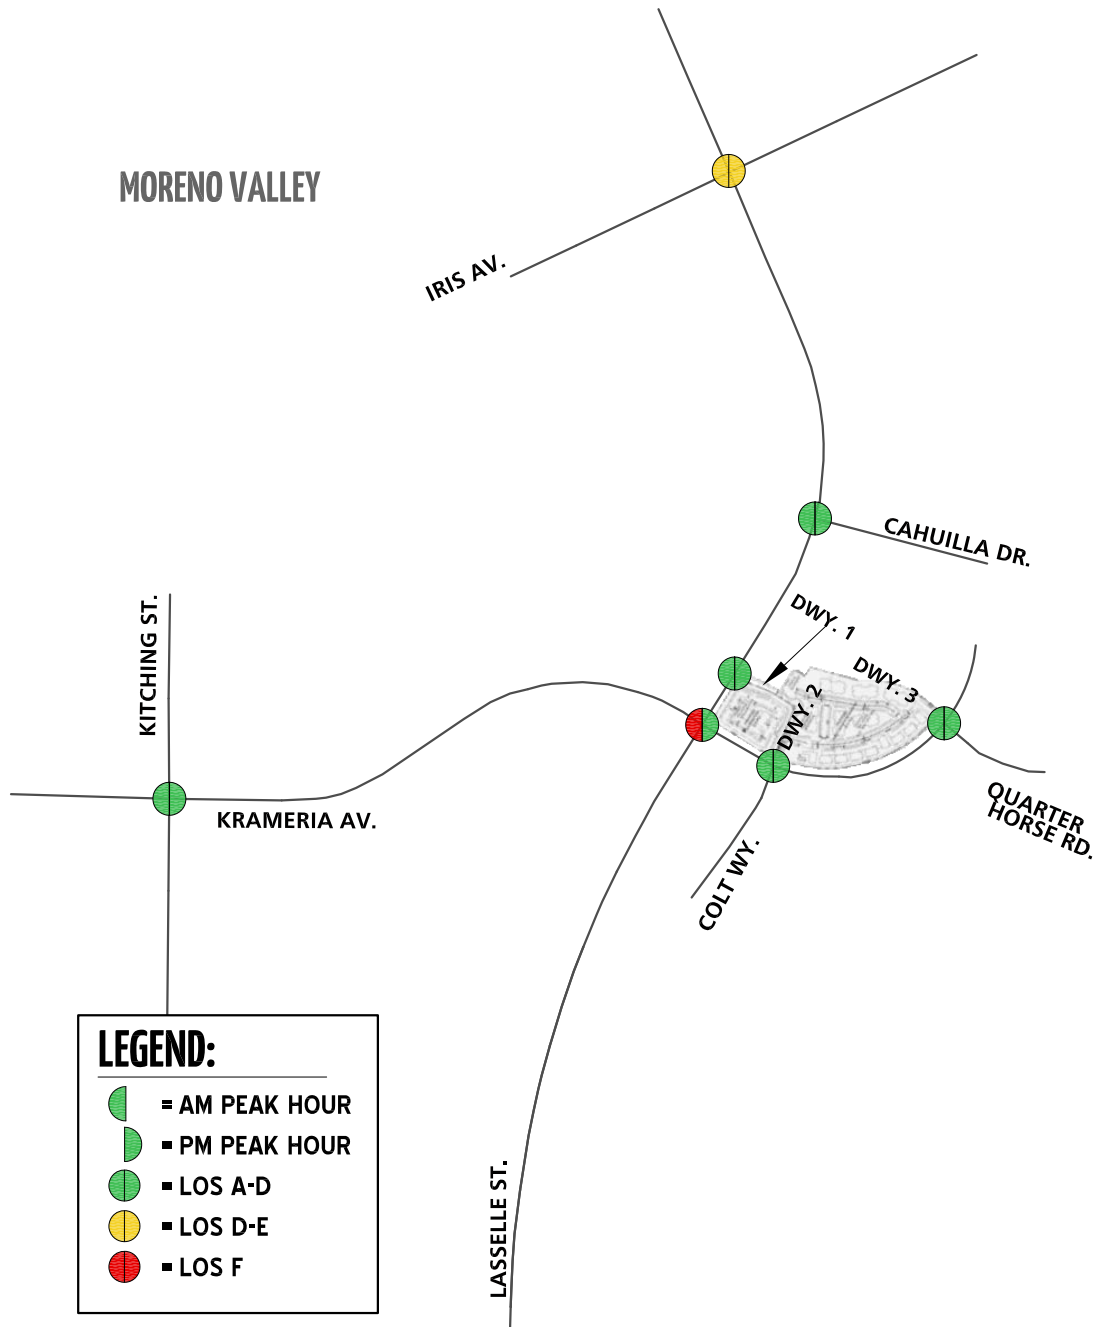 MORENO VALLEY
IRIS AV.
CAHUILLA DR.
DWY. 1
DWY. 3
DWY. 2
KITCHING ST.
KRAMERIA AV.
QUARTER
HORSE RD.
COLT WY.
LASSELLE ST.
LEGEND:
= AM PEAK HOUR
= PM PEAK HOUR
= LOS A-D
= LOS D-E
= LOS F